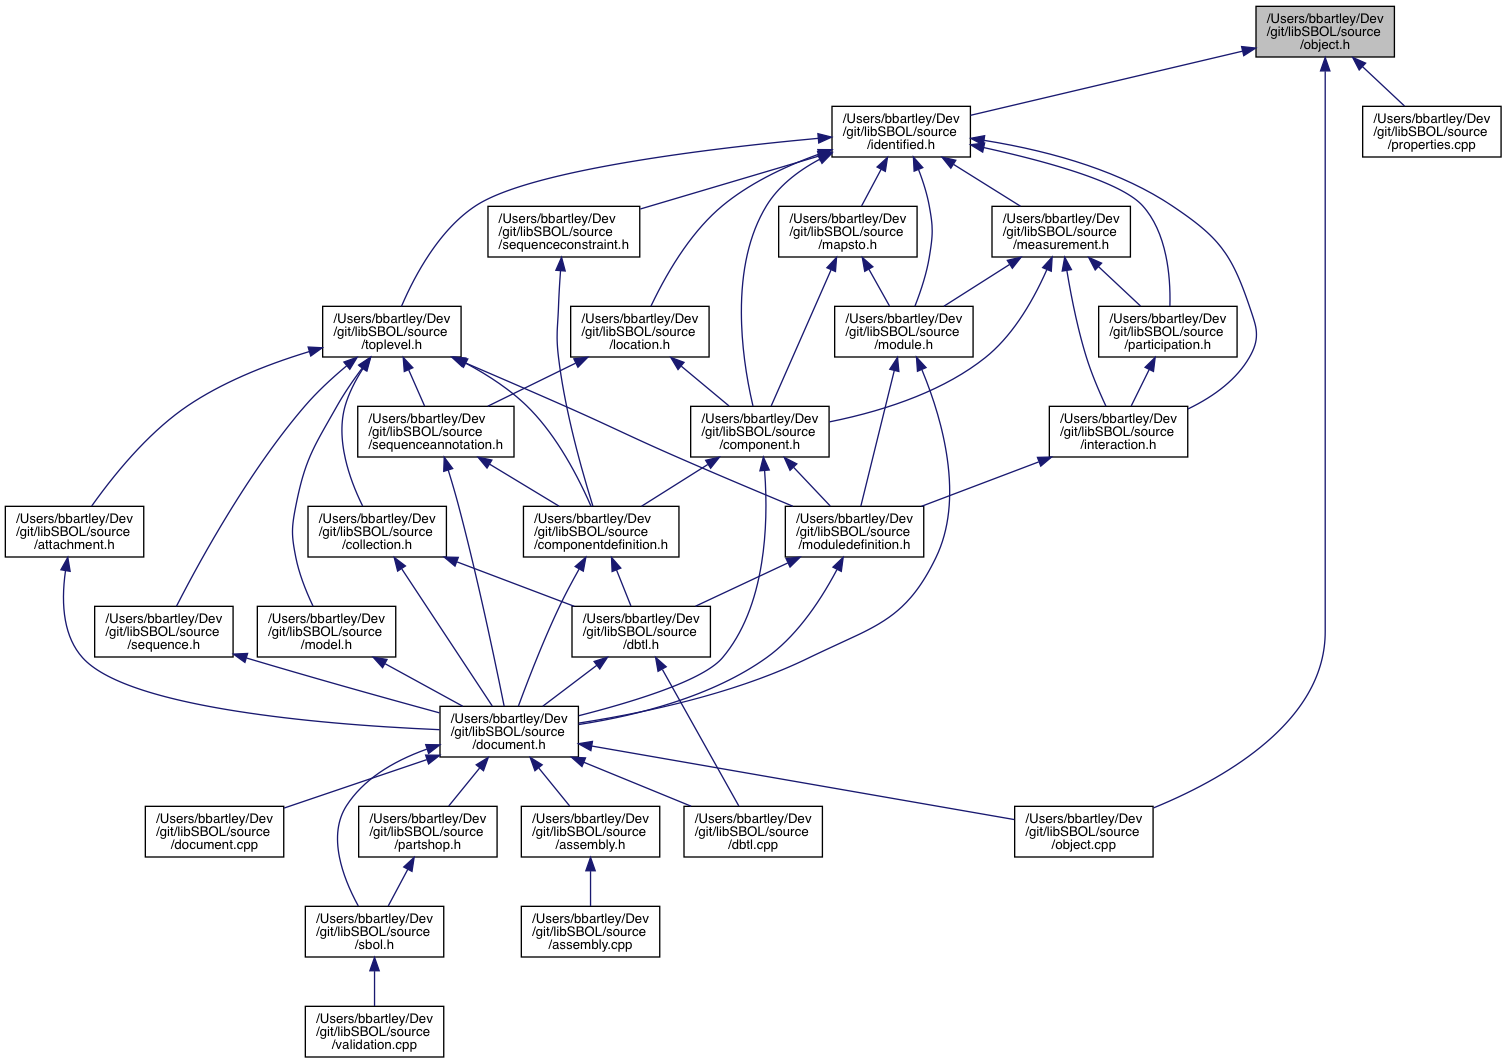 /Users/bbartley/Dev
/git/libSBOL/source
/object.h
/Users/bbartley/Dev
/git/libSBOL/source
/identified.h
/Users/bbartley/Dev
/git/libSBOL/source
/properties.cpp
/Users/bbartley/Dev
/git/libSBOL/source
/sequenceconstraint.h
/Users/bbartley/Dev
/git/libSBOL/source
/mapsto.h
/Users/bbartley/Dev
/git/libSBOL/source
/measurement.h
/Users/bbartley/Dev
/git/libSBOL/source
/toplevel.h
/Users/bbartley/Dev
/git/libSBOL/source
/location.h
/Users/bbartley/Dev
/git/libSBOL/source
/module.h
/Users/bbartley/Dev
/git/libSBOL/source
/participation.h
/Users/bbartley/Dev
/git/libSBOL/source
/sequenceannotation.h
/Users/bbartley/Dev
/git/libSBOL/source
/component.h
/Users/bbartley/Dev
/git/libSBOL/source
/interaction.h
/Users/bbartley/Dev
/git/libSBOL/source
/attachment.h
/Users/bbartley/Dev
/git/libSBOL/source
/collection.h
/Users/bbartley/Dev
/git/libSBOL/source
/componentdefinition.h
/Users/bbartley/Dev
/git/libSBOL/source
/moduledefinition.h
/Users/bbartley/Dev
/git/libSBOL/source
/sequence.h
/Users/bbartley/Dev
/git/libSBOL/source
/model.h
/Users/bbartley/Dev
/git/libSBOL/source
/dbtl.h
/Users/bbartley/Dev
/git/libSBOL/source
/document.h
/Users/bbartley/Dev
/git/libSBOL/source
/document.cpp
/Users/bbartley/Dev
/git/libSBOL/source
/partshop.h
/Users/bbartley/Dev
/git/libSBOL/source
/assembly.h
/Users/bbartley/Dev
/git/libSBOL/source
/dbtl.cpp
/Users/bbartley/Dev
/git/libSBOL/source
/object.cpp
/Users/bbartley/Dev
/git/libSBOL/source
/sbol.h
/Users/bbartley/Dev
/git/libSBOL/source
/assembly.cpp
/Users/bbartley/Dev
/git/libSBOL/source
/validation.cpp